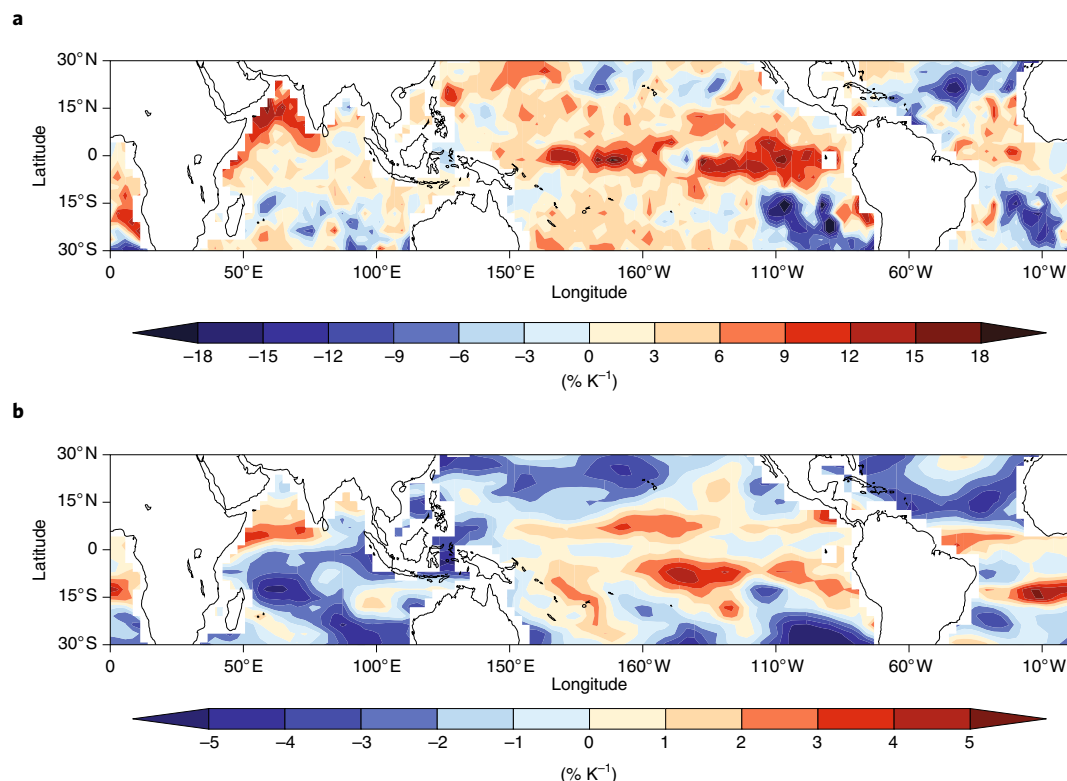 a
30° N
15° N
0
15° S
30° S
Latitude
0
50° E
100° E
150° E
160° W
110° W
60° W
10° W
Longitude
−18
−15
−12
−9
−6
−3
0
3
6
9
12
15
18
(% K⁻¹)
b
30° N
15° N
0
15° S
30° S
Latitude
0
50° E
100° E
150° E
160° W
110° W
60° W
10° W
Longitude
−5
−4
−3
−2
−1
0
1
2
3
4
5
(% K⁻¹)